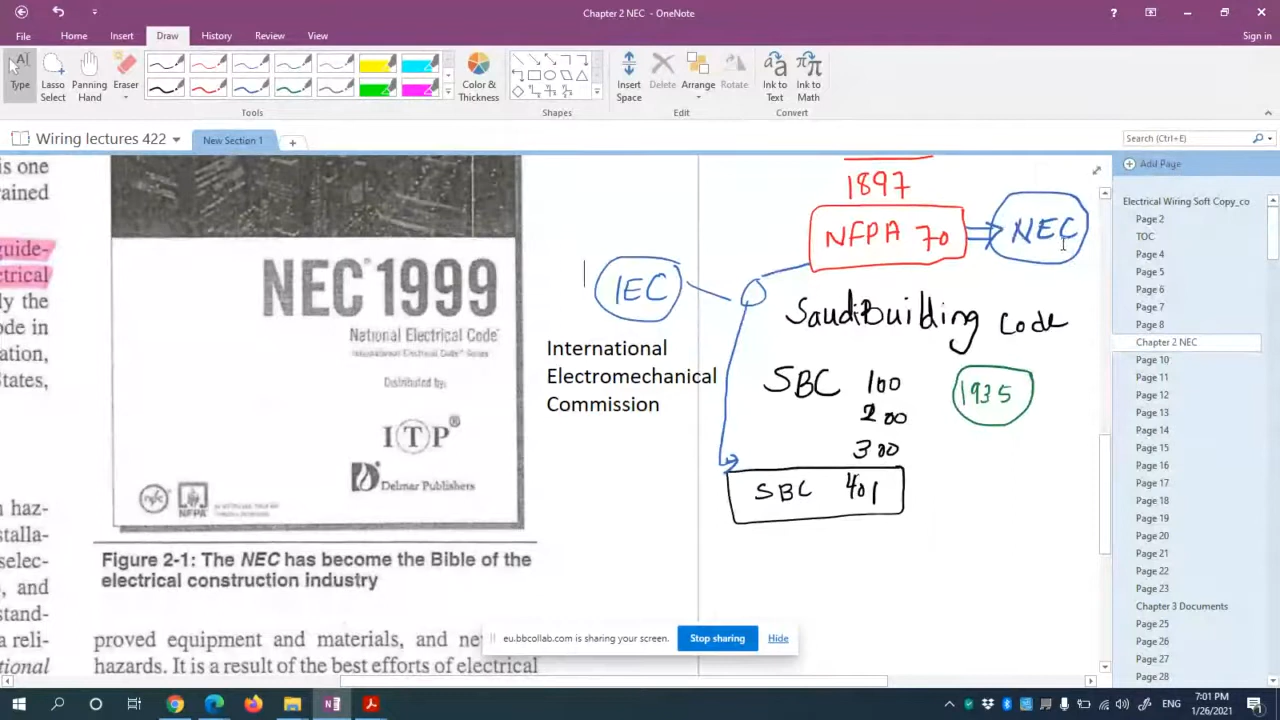 Chapter 2 NEC - OneNote
?
Sign in
File
Home
Insert
Draw
History
Review
View
Type
Lasso Select
Panning Hand
Eraser
Color & Thickness
Insert Space
Delete
Arrange
Rotate
Ink to Text
Ink to Math
Tools
Shapes
Edit
Convert
Wiring lectures 422
New Section 1
Search (Ctrl+E)
is one
rained
guide-
ctrical
ly the
ode in
ation,
States,
n haz-
stalla-
selec-
, and
stand-
a reli-
tional
NEC 1999
National Electrical Code
International Electrical Code Series
Distributed by:
ITP®
Delmar Publishers
NFPA
Figure 2-1: The NEC has become the Bible of the
electrical construction industry
proved equipment and materials, and ne
hazards. It is a result of the best efforts of electrical
1897
NFPA 70
NEC
IEC
International
Electromechanical
Commission
Saudi Building Code
SBC 100
200
300
1935
SBC 401
eu.bbcollab.com is sharing your screen.
Stop sharing
Hide
Add Page
Electrical Wiring Soft Copy_co
Page 2
TOC
Page 4
Page 5
Page 6
Page 7
Page 8
Chapter 2 NEC
Page 10
Page 11
Page 12
Page 13
Page 14
Page 15
Page 16
Page 17
Page 18
Page 19
Page 20
Page 21
Page 22
Page 23
Chapter 3 Documents
Page 25
Page 26
Page 27
Page 28
ENG
7:01 PM
1/26/2021